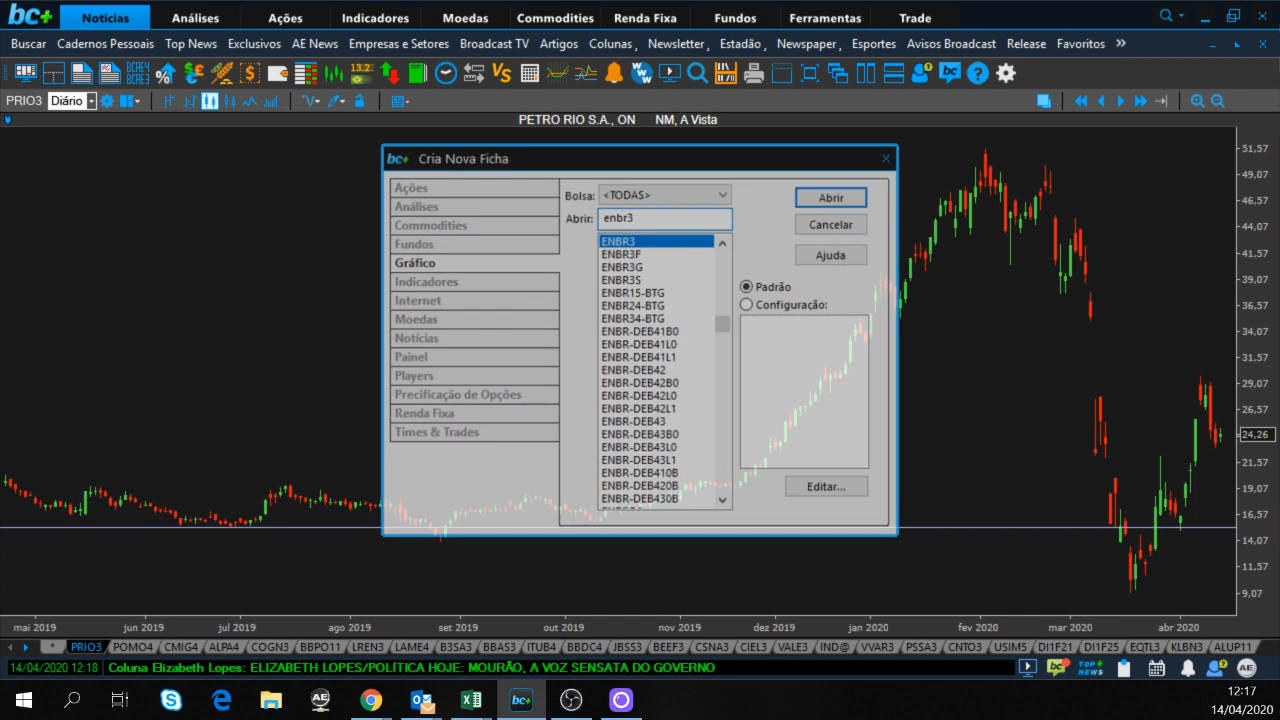 bc+ Notícias Análises Ações Indicadores Moedas Commodities Renda Fixa Fundos Ferramentas Trade
Buscar Cadernos Pessoais Top News Exclusivos AE News Empresas e Setores Broadcast TV Artigos Colunas , Newsletter , Estadão , Newspaper , Esportes Avisos Broadcast Release Favoritos »
BCAE4
BCAE3
13.2
VS
PRIO3 Diário
PETRO RIO S.A., ON NM, A Vista
bc+ Cria Nova Ficha
Ações
Análises
Commodities
Fundos
Gráfico
Indicadores
Internet
Moedas
Notícias
Painel
Players
Precificação de Opções
Renda Fixa
Times & Trades
Bolsa: <TODAS>
Abrir: enbr3
ENBR3
ENBR3F
ENBR3G
ENBR3S
ENBR15-BTG
ENBR24-BTG
ENBR34-BTG
ENBR-DEB41B0
ENBR-DEB41L0
ENBR-DEB41L1
ENBR-DEB42
ENBR-DEB42B0
ENBR-DEB42L0
ENBR-DEB42L1
ENBR-DEB43
ENBR-DEB43B0
ENBR-DEB43L0
ENBR-DEB43L1
ENBR-DEB410B
ENBR-DEB420B
ENBR-DEB430B
Abrir
Cancelar
Ajuda
Padrão
Configuração:
Editar...
51,57
49,07
46,57
44,07
41,57
39,07
36,57
34,07
31,57
29,07
26,57
24,26
21,57
19,07
16,57
14,07
11,57
9,07
mai 2019 jun 2019 jul 2019 ago 2019 set 2019 out 2019 nov 2019 dez 2019 jan 2020 fev 2020 mar 2020 abr 2020
* PRIO3 POMO4 CMIG4 ALPA4 COGN3 BBPO11 LREN3 LAME4 B3SA3 BBAS3 ITUB4 BBDC4 JBSS3 BEEF3 CSNA3 CIEL3 VALE3 IND@ VVAR3 PSSA3 CNTO3 USIM5 DI1F21 DI1F25 EQTL3 KLBN3 ALUP11
14/04/2020 12:18 Coluna Elizabeth Lopes: ELIZABETH LOPES/POLÍTICA HOJE: MOURÃO, A VOZ SENSATA DO GOVERNO
TOP+
NEWS
AE
AE bc+
12:17
14/04/2020